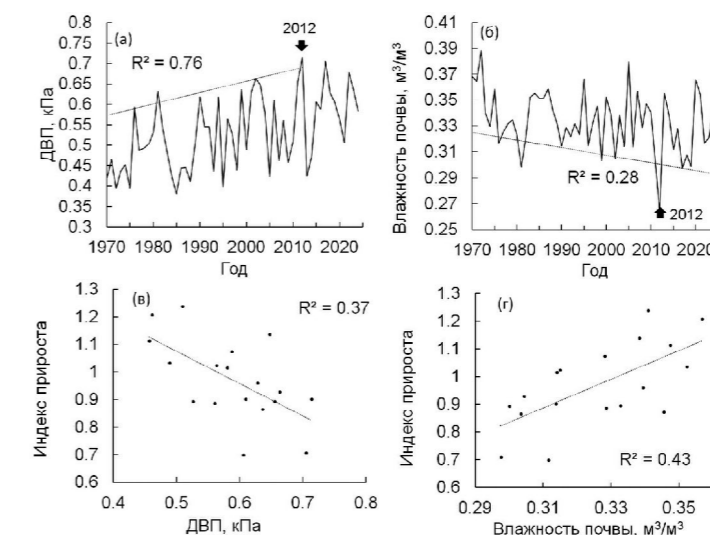 (а)
2012
R² = 0.76
ДВП, кПа
0.8
0.75
0.7
0.65
0.6
0.55
0.5
0.45
0.4
0.35
0.3
1970 1980 1990 2000 2010 2020
Год
(б)
R² = 0.28
2012
Влажность почвы, м³/м³
0.41
0.39
0.37
0.35
0.33
0.31
0.29
0.27
0.25
1970 1980 1990 2000 2010 2020
Год
(в)
R² = 0.37
Индекс прироста
1.3
1.2
1.1
1
0.9
0.8
0.7
0.6
0.4 0.5 0.6 0.7 0.8
ДВП, кПа
(г)
R² = 0.43
Индекс прироста
1.3
1.2
1.1
1
0.9
0.8
0.7
0.6
0.29 0.31 0.33 0.35
Влажность почвы, м³/м³